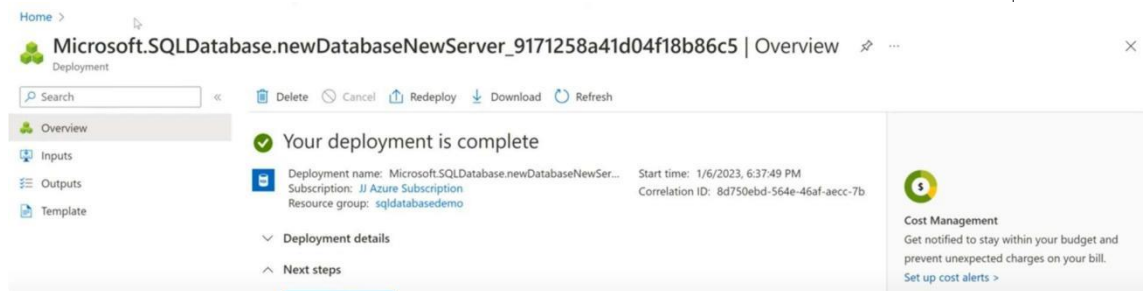 Home >
Microsoft.SQLDatabase.newDatabaseNewServer_9171258a41d04f18b86c5 | Overview ...
Deployment
Search «
Delete Cancel Redeploy Download Refresh
Overview
Inputs
Outputs
Template
Your deployment is complete
Deployment name: Microsoft.SQLDatabase.newDatabaseNewSer...
Subscription: JJ Azure Subscription
Resource group: sqldatabasedemo
Start time: 1/6/2023, 6:37:49 PM
Correlation ID: 8d750ebd-564e-46af-aecc-7b
Deployment details
Next steps
$
Cost Management
Get notified to stay within your budget and
prevent unexpected charges on your bill.
Set up cost alerts >